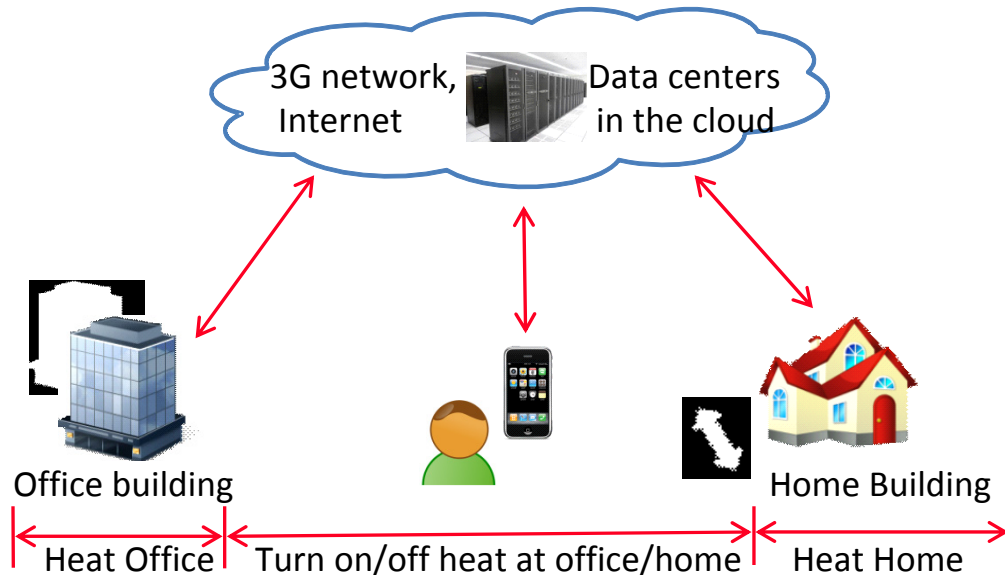 3G network,
Internet
Data centers
in the cloud
Office building
Home Building
Heat Office
Turn on/off heat at office/home
Heat Home